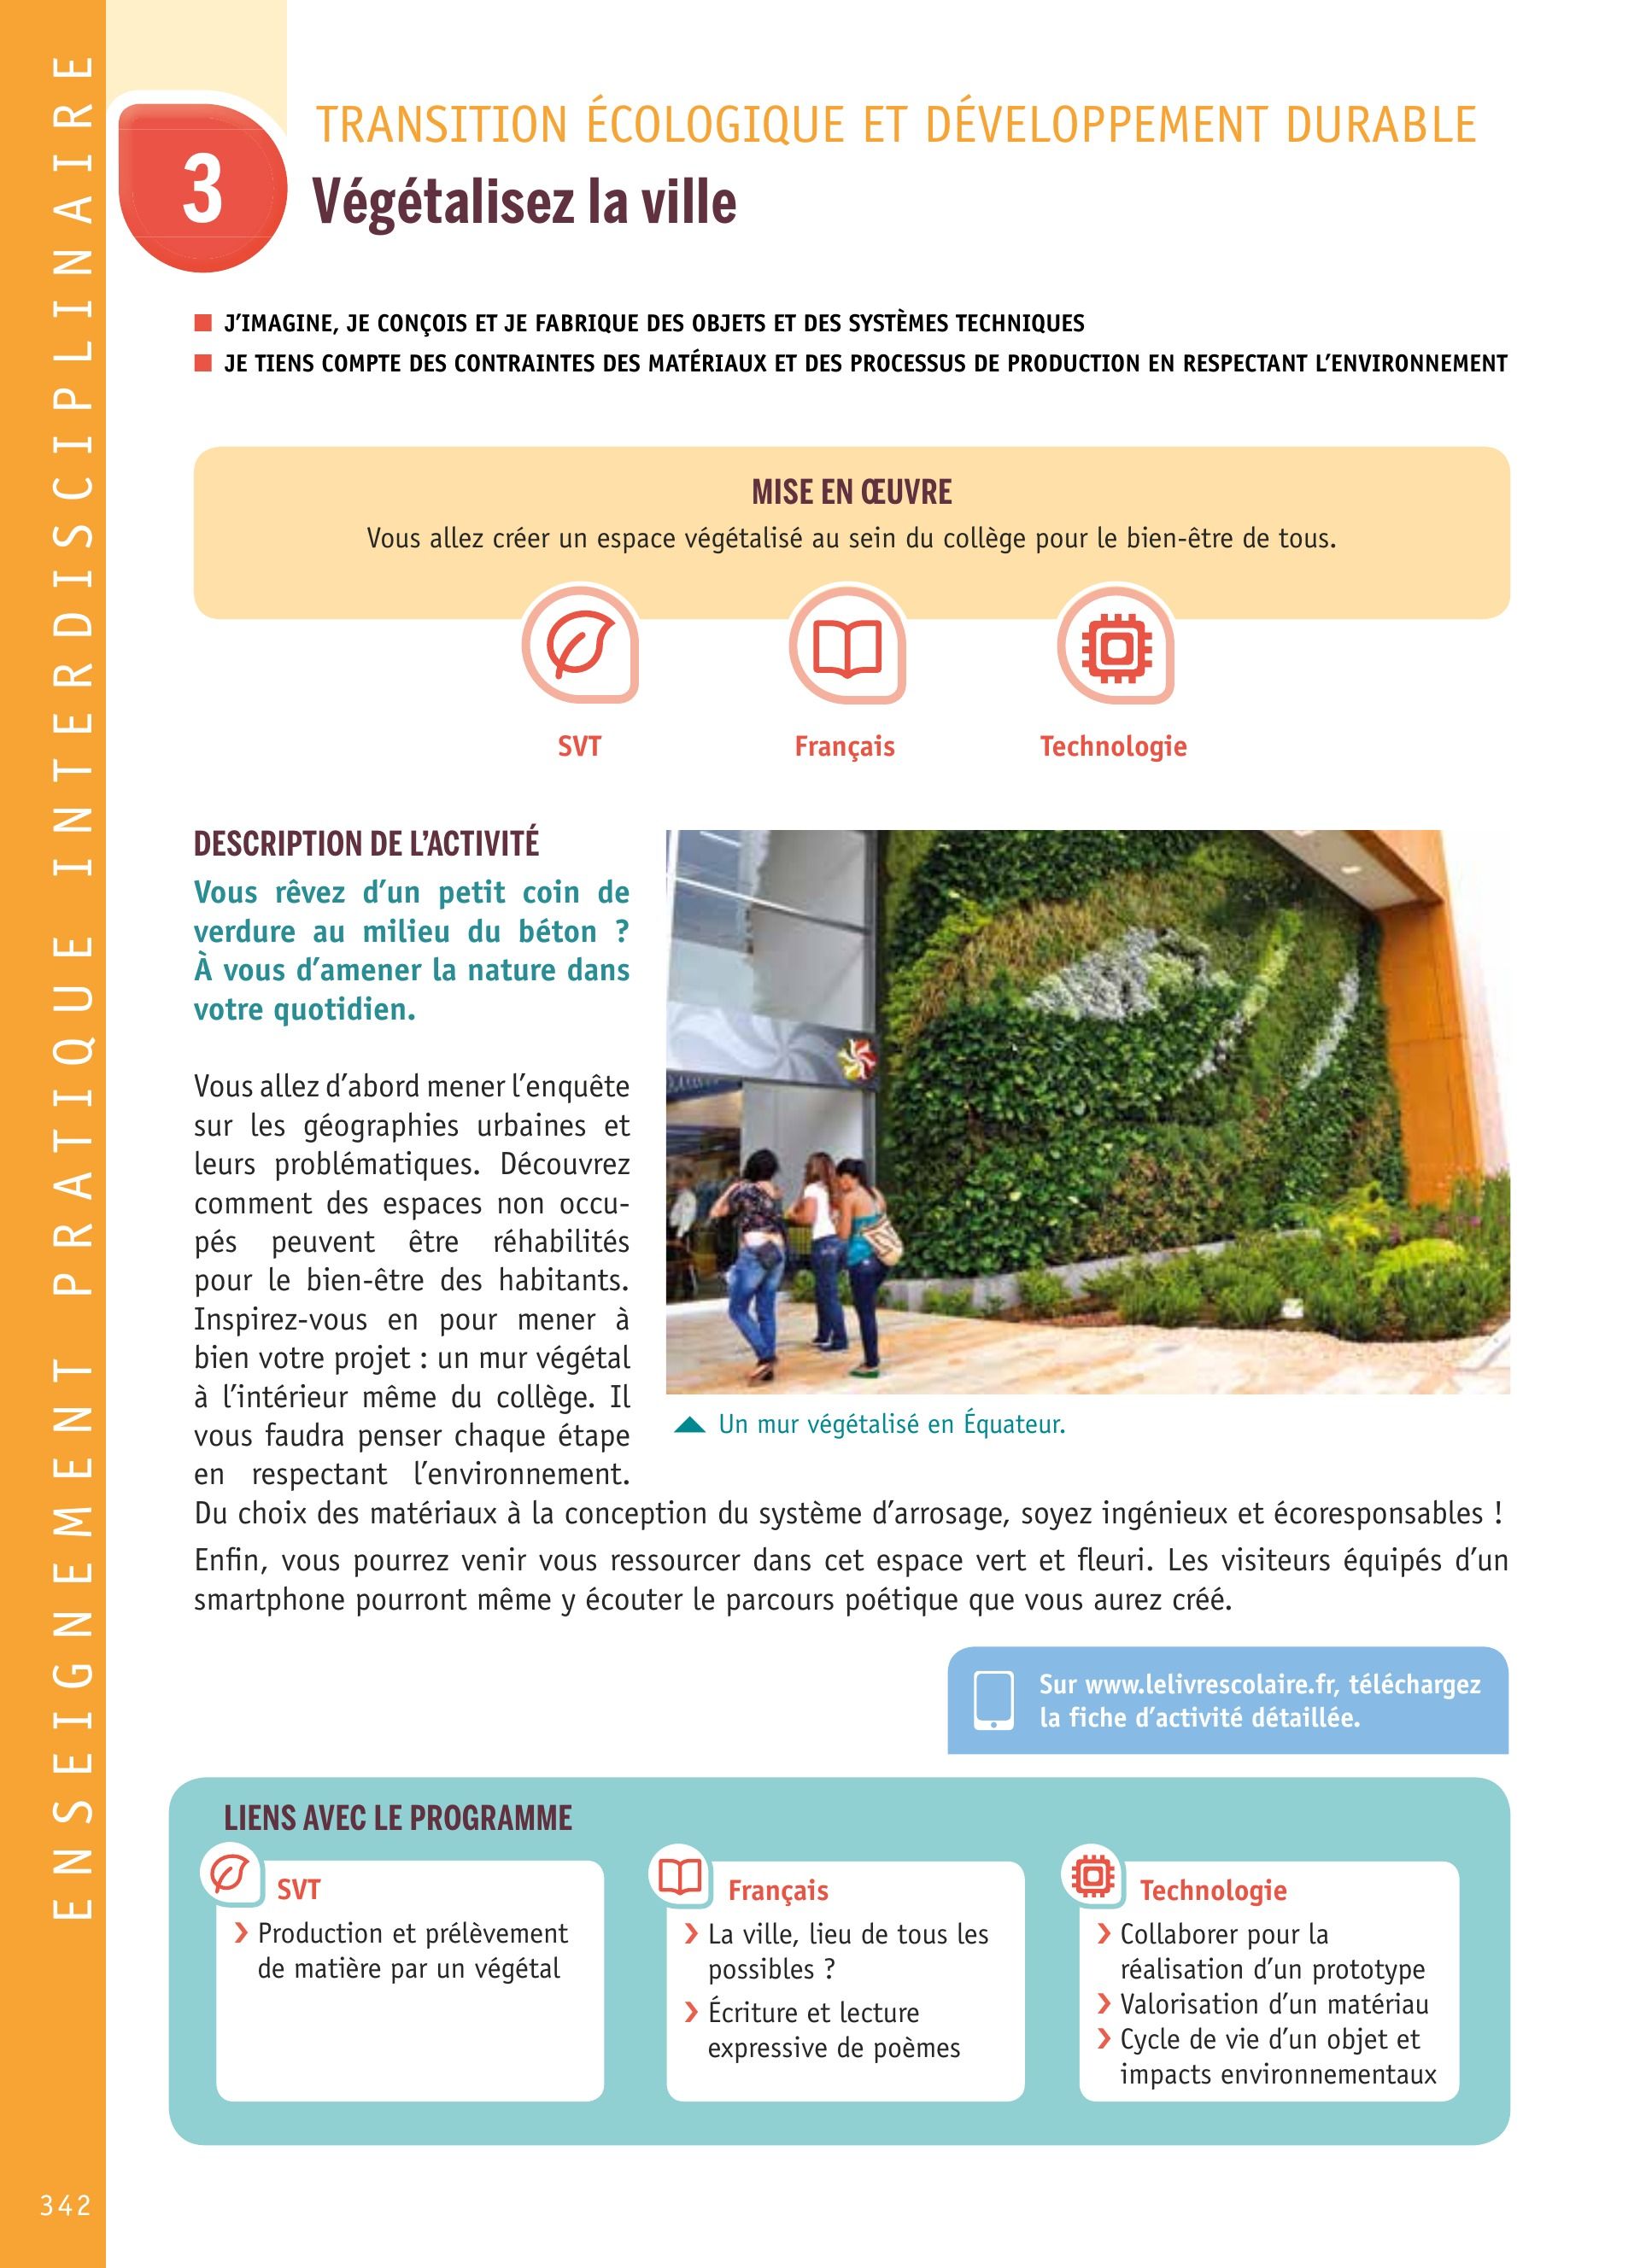 ENSEIGNEMENT PRATIQUE INTERDISCIPLINAIRE
3
TRANSITION ÉCOLOGIQUE ET DÉVELOPPEMENT DURABLE
Végétalisez la ville
J’IMAGINE, JE CONÇOIS ET JE FABRIQUE DES OBJETS ET DES SYSTÈMES TECHNIQUES
JE TIENS COMPTE DES CONTRAINTES DES MATÉRIAUX ET DES PROCESSUS DE PRODUCTION EN RESPECTANT L’ENVIRONNEMENT
MISE EN ŒUVRE
Vous allez créer un espace végétalisé au sein du collège pour le bien-être de tous.
SVT
Français
Technologie
DESCRIPTION DE L’ACTIVITÉ
Vous rêvez d’un petit coin de
verdure au milieu du béton ?
À vous d’amener la nature dans
votre quotidien.
Vous allez d’abord mener l’enquête
sur les géographies urbaines et
leurs problématiques. Découvrez
comment des espaces non occu-
pés peuvent être réhabilités
pour le bien-être des habitants.
Inspirez-vous en pour mener à
bien votre projet : un mur végétal
à l’intérieur même du collège. Il
vous faudra penser chaque étape
en respectant l’environnement.
Du choix des matériaux à la conception du système d’arrosage, soyez ingénieux et écoresponsables !
Enfin, vous pourrez venir vous ressourcer dans cet espace vert et fleuri. Les visiteurs équipés d’un
smartphone pourront même y écouter le parcours poétique que vous aurez créé.
Un mur végétalisé en Équateur.
Sur www.lelivrescolaire.fr, téléchargez
la fiche d’activité détaillée.
LIENS AVEC LE PROGRAMME
SVT
Production et prélèvement
de matière par un végétal
Français
La ville, lieu de tous les
possibles ?
Écriture et lecture
expressive de poèmes
Technologie
Collaborer pour la
réalisation d’un prototype
Valorisation d’un matériau
Cycle de vie d’un objet et
impacts environnementaux
342